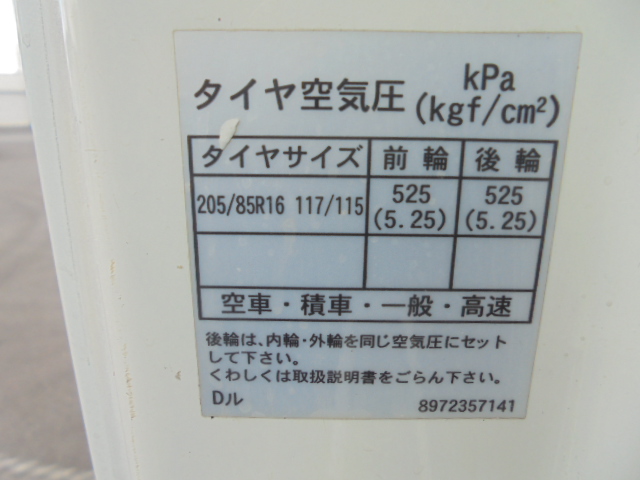 タイヤ空気圧 kPa (kgf/cm²)
タイヤサイズ 前輪 後輪
205/85R16 117/115 525 (5.25) 525 (5.25)
空車・積車・一般・高速
後輪は、内輪・外輪を同じ空気圧にセット
して下さい。
くわしくは取扱説明書をごらん下さい。
Dル 8972357141